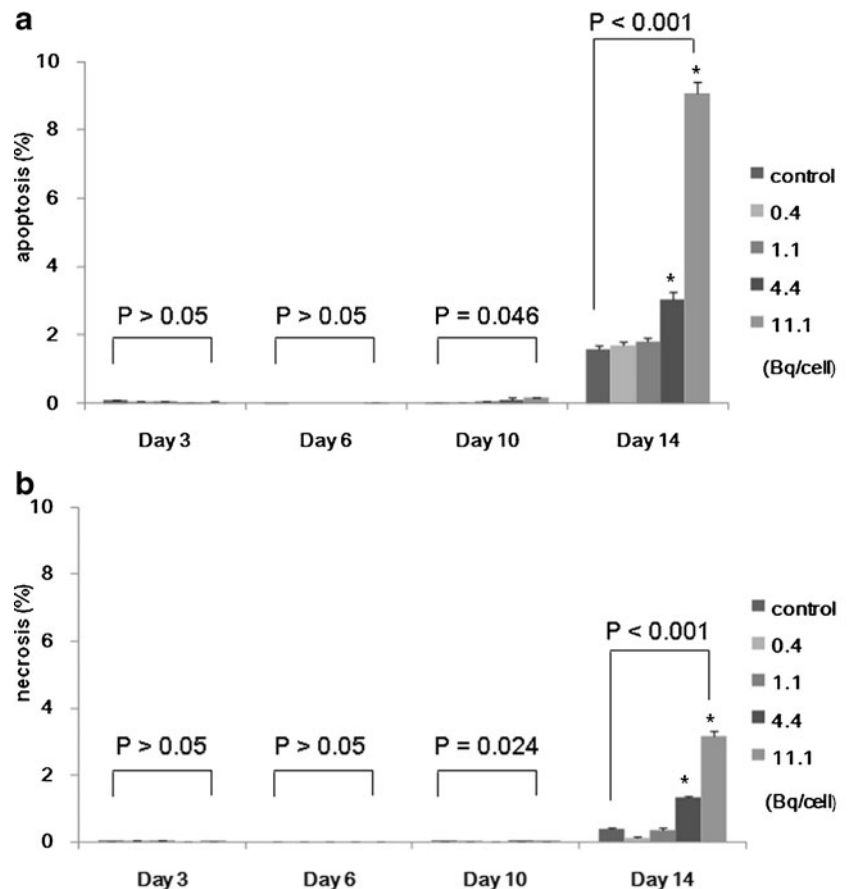 a
P < 0.001
10
*
8
apoptosis (%)
6
4
*
P > 0.05
P > 0.05
P = 0.046
2
0
Day 3
Day 6
Day 10
Day 14
control
0.4
1.1
4.4
11.1
(Bq/cell)
b
10
8
necrosis (%)
6
P < 0.001
4
*
P > 0.05
P > 0.05
P = 0.024
2
*
0
Day 3
Day 6
Day 10
Day 14
control
0.4
1.1
4.4
11.1
(Bq/cell)